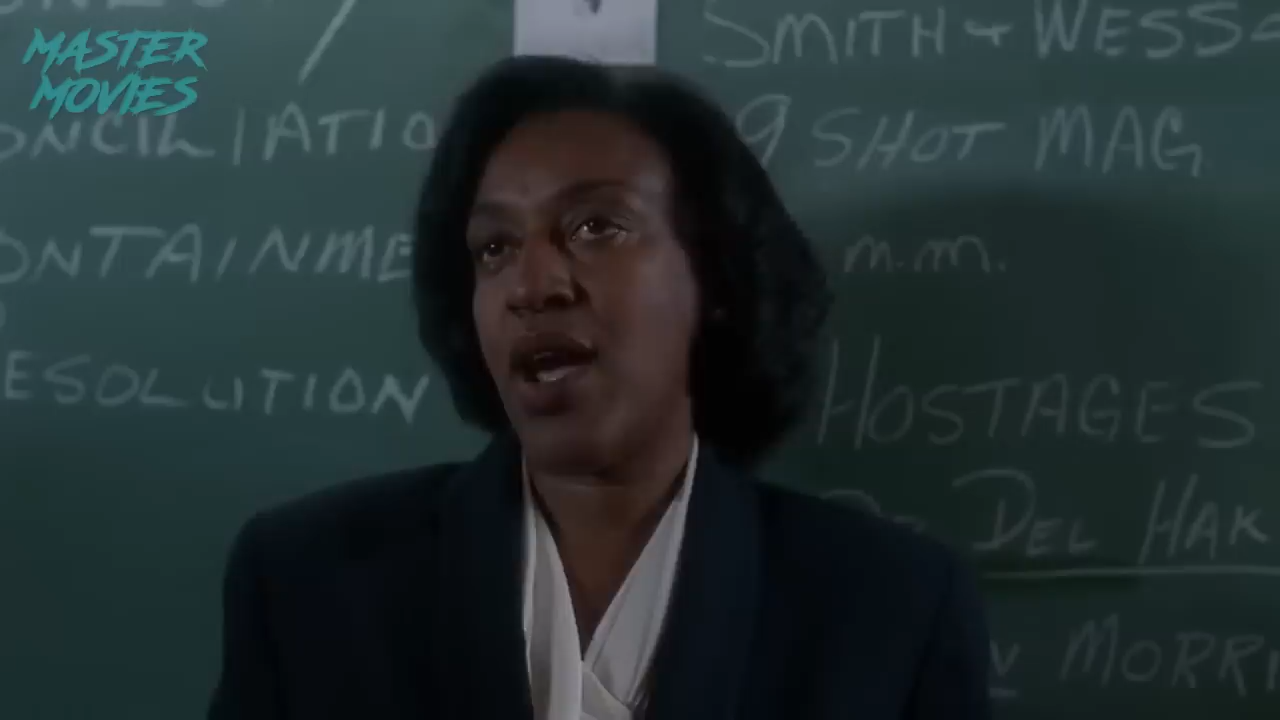 MASTER
MOVIES
SMITH + WESS
9 SHOT MAG
ONCILIATIO
ONTAINME
m.m.
ESOLUTION
HOSTAGES
DEL HAK
MORR